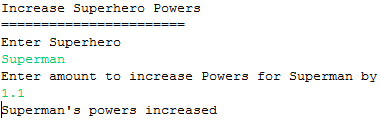 Increase Superhero Powers
=======================
Enter Superhero
Superman
Enter amount to increase Powers for Superman by
1.1
Superman's powers increased